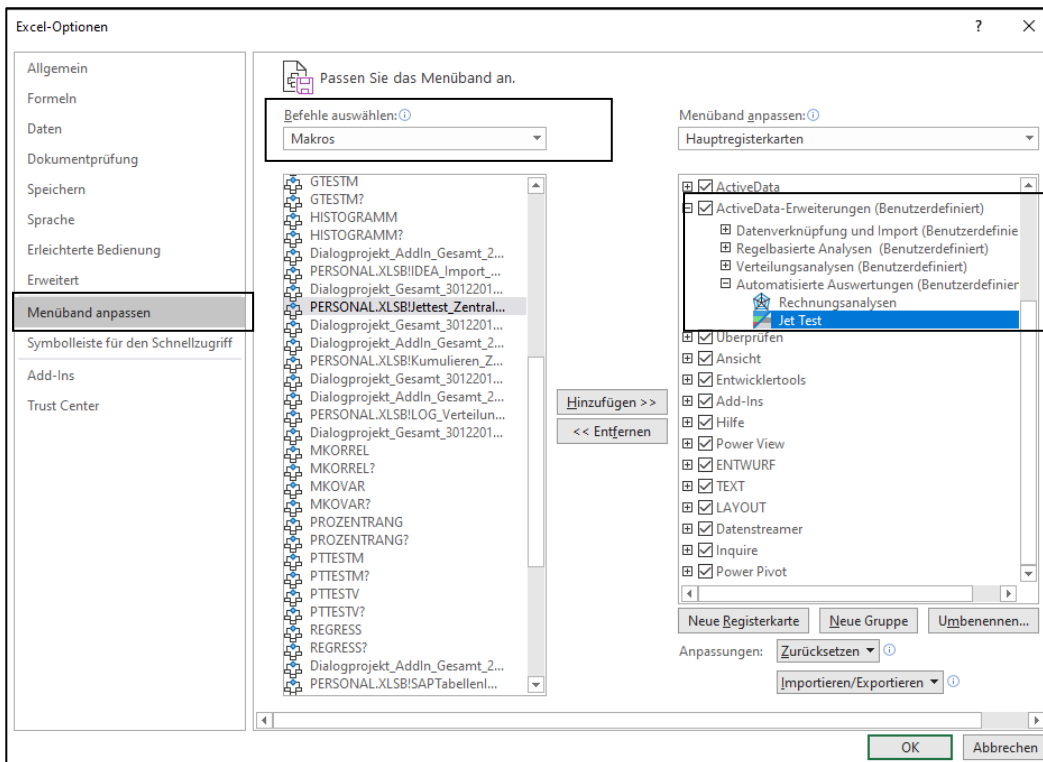 Excel-Optionen
?
Allgemein
Formeln
Daten
Dokumentprüfung
Speichern
Sprache
Erleichterte Bedienung
Erweitert
Menüband anpassen
Symbolleiste für den Schnellzugriff
Add-Ins
Trust Center
Passen Sie das Menüband an.
Befehle auswählen:
Makros
GTESTM
GTESTM?
HISTOGRAMM
HISTOGRAMM?
Dialogprojekt_AddIn_Gesamt_2...
PERSONAL.XLSB!IDEA_Import_...
Dialogprojekt_Gesamt_3012201...
PERSONAL.XLSB!Jettest_Zentral...
Dialogprojekt_Gesamt_3012201...
Dialogprojekt_AddIn_Gesamt_2...
PERSONAL.XLSB!Kumulieren_Z...
Dialogprojekt_Gesamt_3012201...
Dialogprojekt_AddIn_Gesamt_2...
PERSONAL.XLSB!LOG_Verteilun...
Dialogprojekt_Gesamt_3012201...
MKORREL
MKORREL?
MKOVAR
MKOVAR?
PROZENTRANG
PROZENTRANG?
PTTESTM
PTTESTM?
PTTESTV
PTTESTV?
REGRESS
REGRESS?
Dialogprojekt_AddIn_Gesamt_2...
PERSONAL.XLSB!SAPTabellenI...
Hinzufügen >>
<< Entfernen
Menüband anpassen:
Hauptregisterkarten
ActiveData
ActiveData-Erweiterungen (Benutzerdefiniert)
Datenverknüpfung und Import (Benutzerdefinie
Regelbasierte Analysen (Benutzerdefiniert)
Verteilungsanalysen (Benutzerdefiniert)
Automatisierte Auswertungen (Benutzerdefinier
Rechnungsanalysen
Jet Test
Überprüfen
Ansicht
Entwicklertools
Add-Ins
Hilfe
Power View
ENTWURF
TEXT
LAYOUT
Datenstreamer
Inquire
Power Pivot
Neue Registerkarte Neue Gruppe Umbenennen...
Anpassungen: Zurücksetzen
Importieren/Exportieren
OK Abbrechen